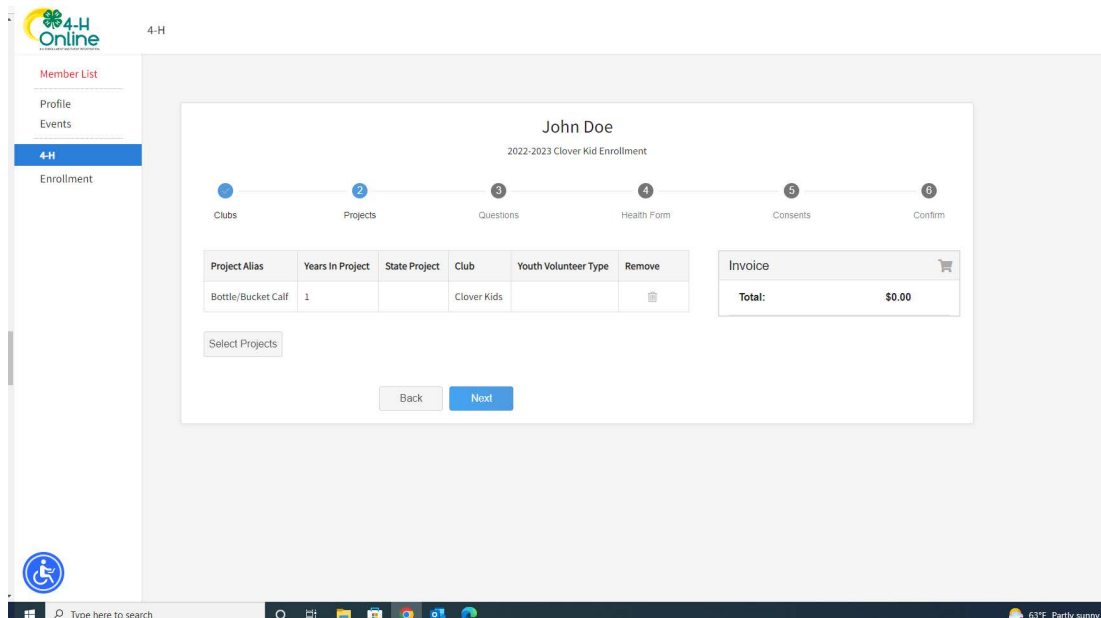 4-H
Online
4-H
Member List
Profile
Events
4-H
Enrollment
John Doe
2022-2023 Clover Kid Enrollment
2 3 4 5 6
Clubs Projects Questions Health Form Consents Confirm
Project Alias Years In Project State Project Club Youth Volunteer Type Remove
Bottle/Bucket Calf 1 Clover Kids
Invoice
Total: $0.00
Select Projects
Back Next
Type here to search
63°F Partly sunny